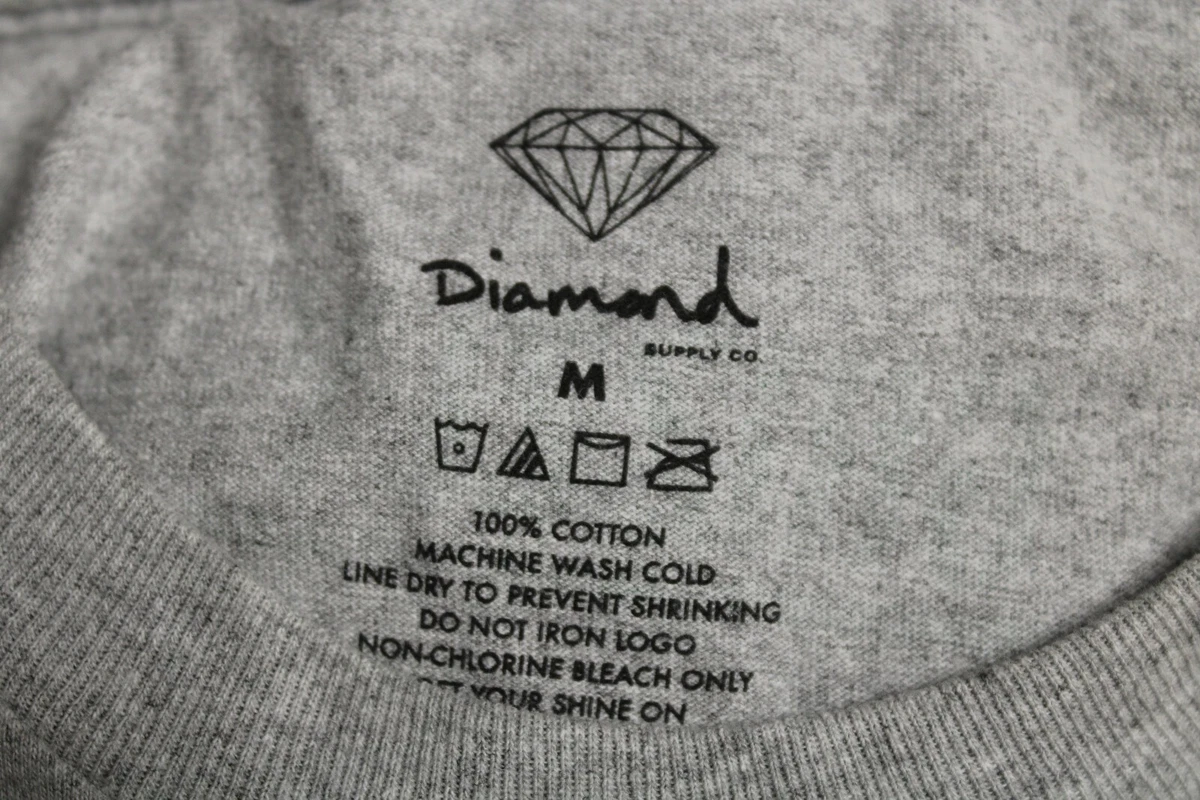 Diamond
SUPPLY CO.
M
100% COTTON
MACHINE WASH COLD
LINE DRY TO PREVENT SHRINKING
DO NOT IRON LOGO
NON-CHLORINE BLEACH ONLY
YOUR SHINE ON